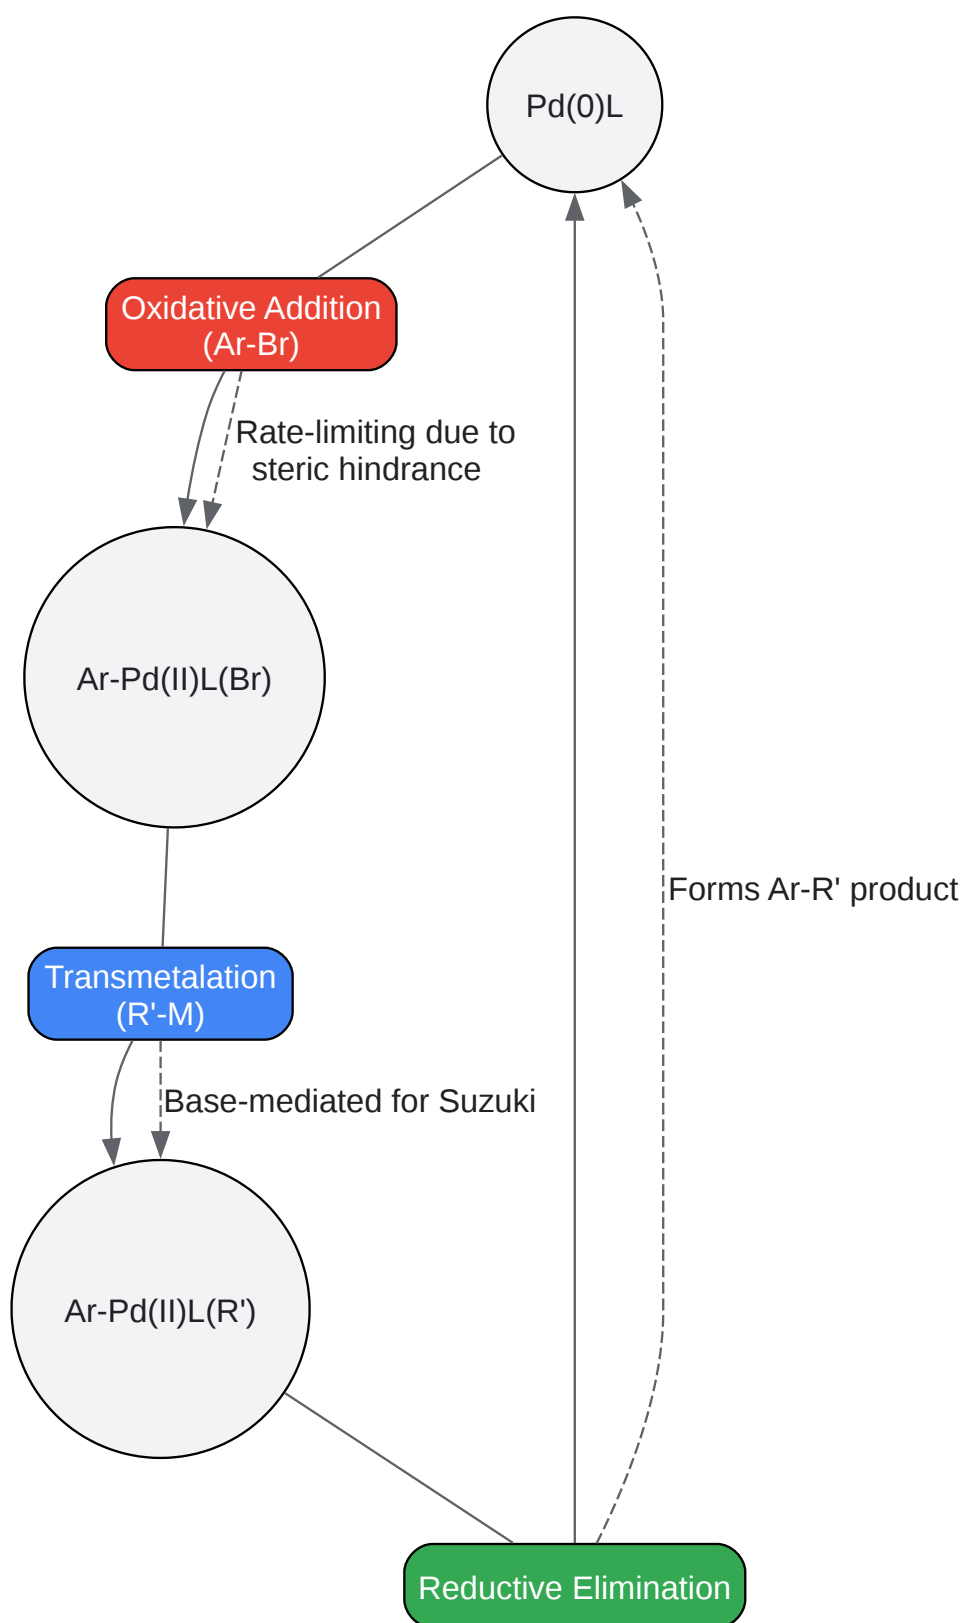 Pd(0)L
Oxidative Addition
(Ar-Br)
Rate-limiting due to
steric hindrance
Ar-Pd(II)L(Br)
Forms Ar-R' product
Transmetalation
(R'-M)
Base-mediated for Suzuki
Ar-Pd(II)L(R')
Reductive Elimination